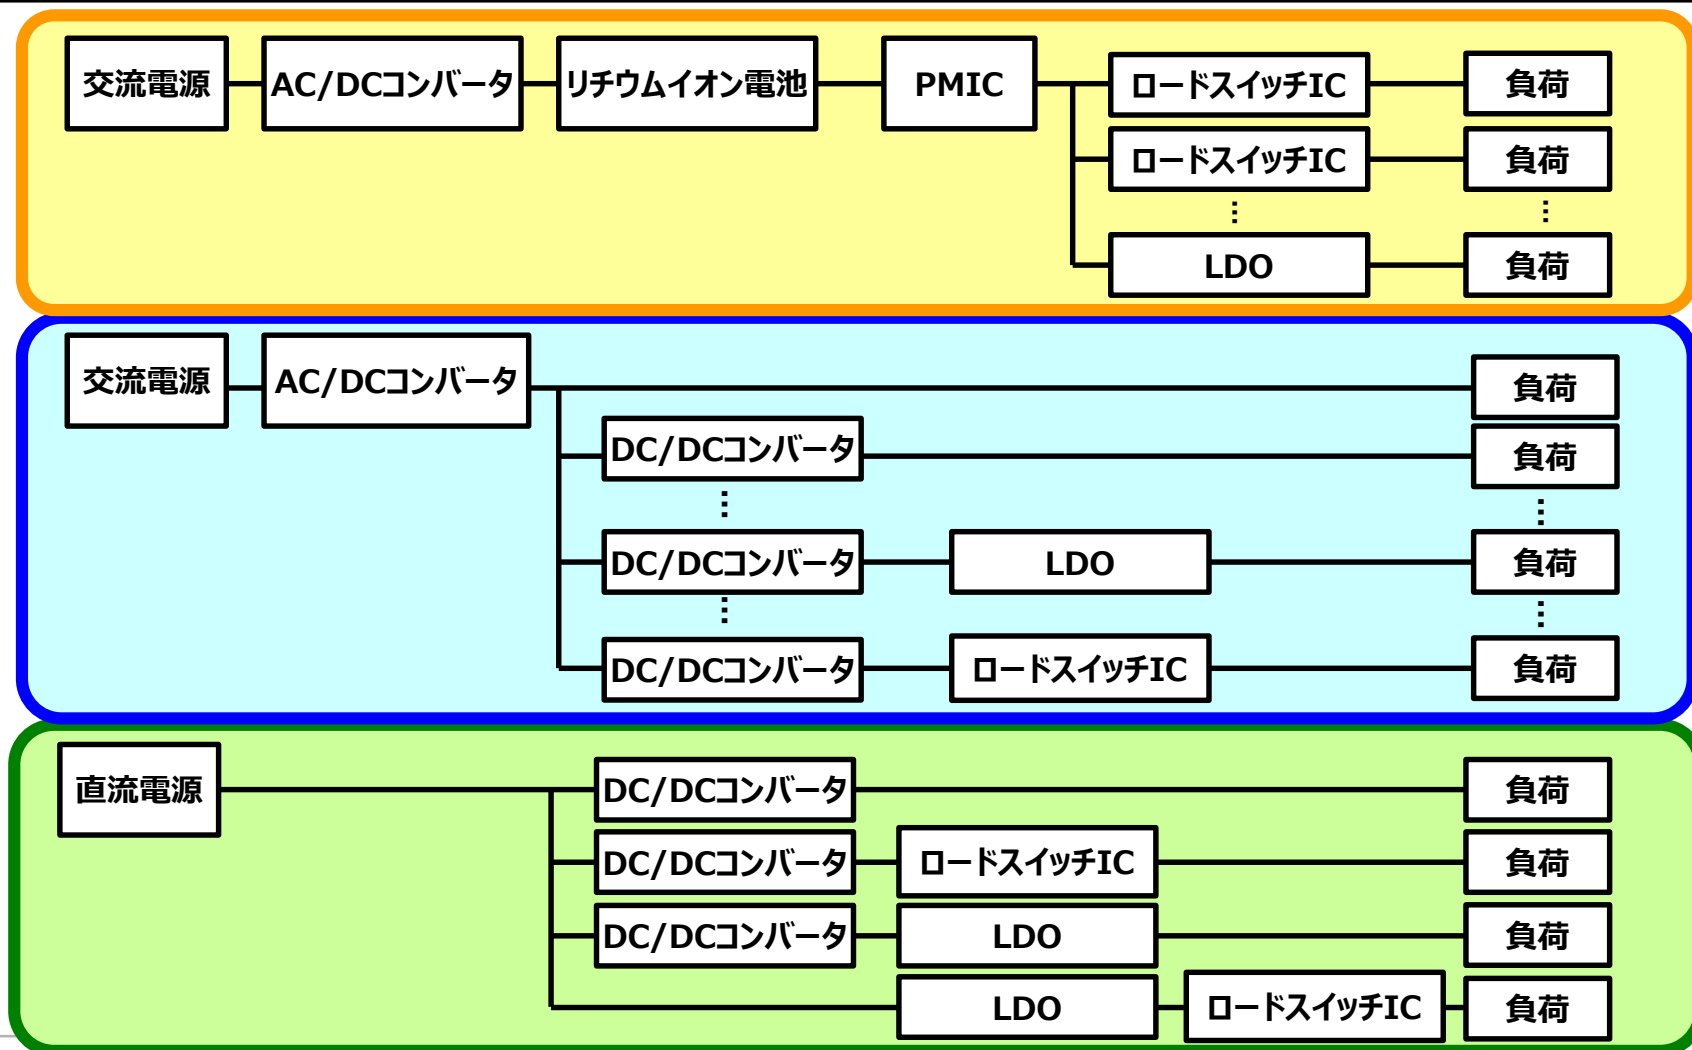 交流電源 AC/DCコンバータ リチウムイオン電池 PMIC ロードスイッチIC 負荷
ロードスイッチIC 負荷
⋮ ⋮
LDO 負荷
交流電源 AC/DCコンバータ 負荷
DC/DCコンバータ 負荷
⋮ ⋮
DC/DCコンバータ LDO 負荷
⋮ ⋮
DC/DCコンバータ ロードスイッチIC 負荷
直流電源 DC/DCコンバータ 負荷
DC/DCコンバータ ロードスイッチIC 負荷
DC/DCコンバータ LDO 負荷
LDO ロードスイッチIC 負荷